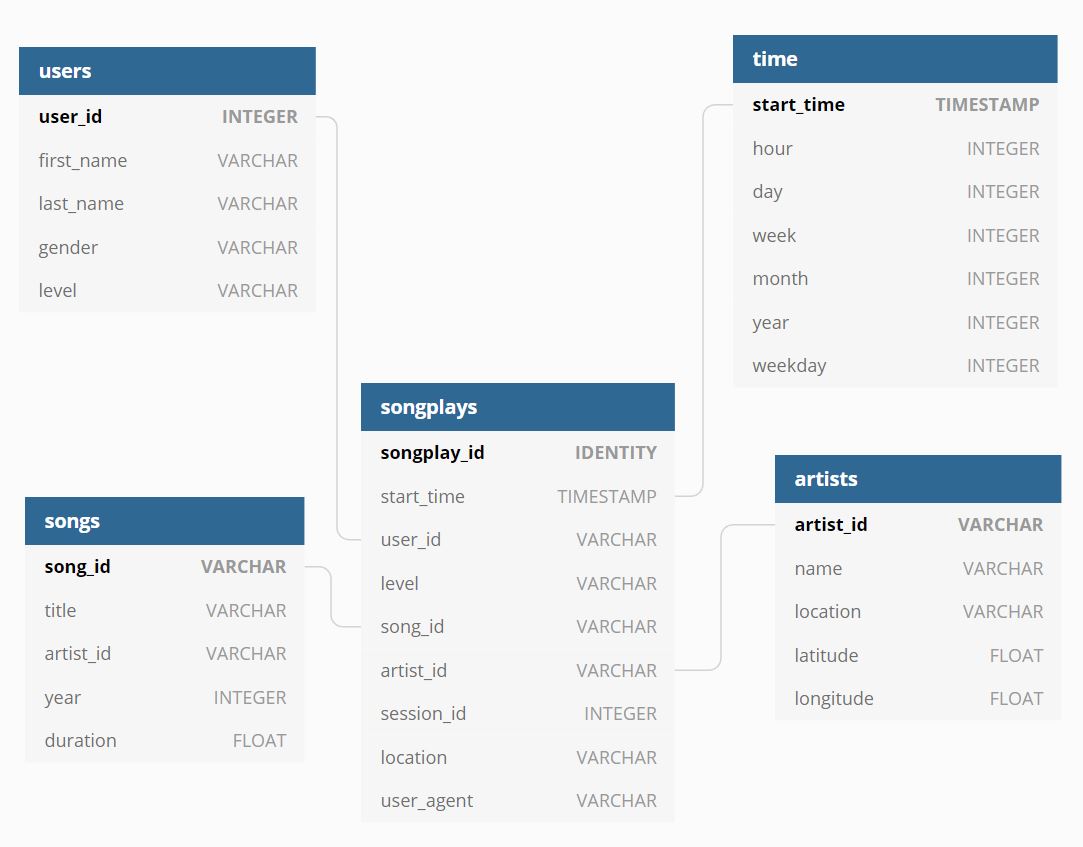 users
user_id INTEGER
first_name VARCHAR
last_name VARCHAR
gender VARCHAR
level VARCHAR
time
start_time TIMESTAMP
hour INTEGER
day INTEGER
week INTEGER
month INTEGER
year INTEGER
weekday INTEGER
songplays
songplay_id IDENTITY
start_time TIMESTAMP
user_id VARCHAR
level VARCHAR
song_id VARCHAR
artist_id VARCHAR
session_id INTEGER
location VARCHAR
user_agent VARCHAR
songs
song_id VARCHAR
title VARCHAR
artist_id VARCHAR
year INTEGER
duration FLOAT
artists
artist_id VARCHAR
name VARCHAR
location VARCHAR
latitude FLOAT
longitude FLOAT